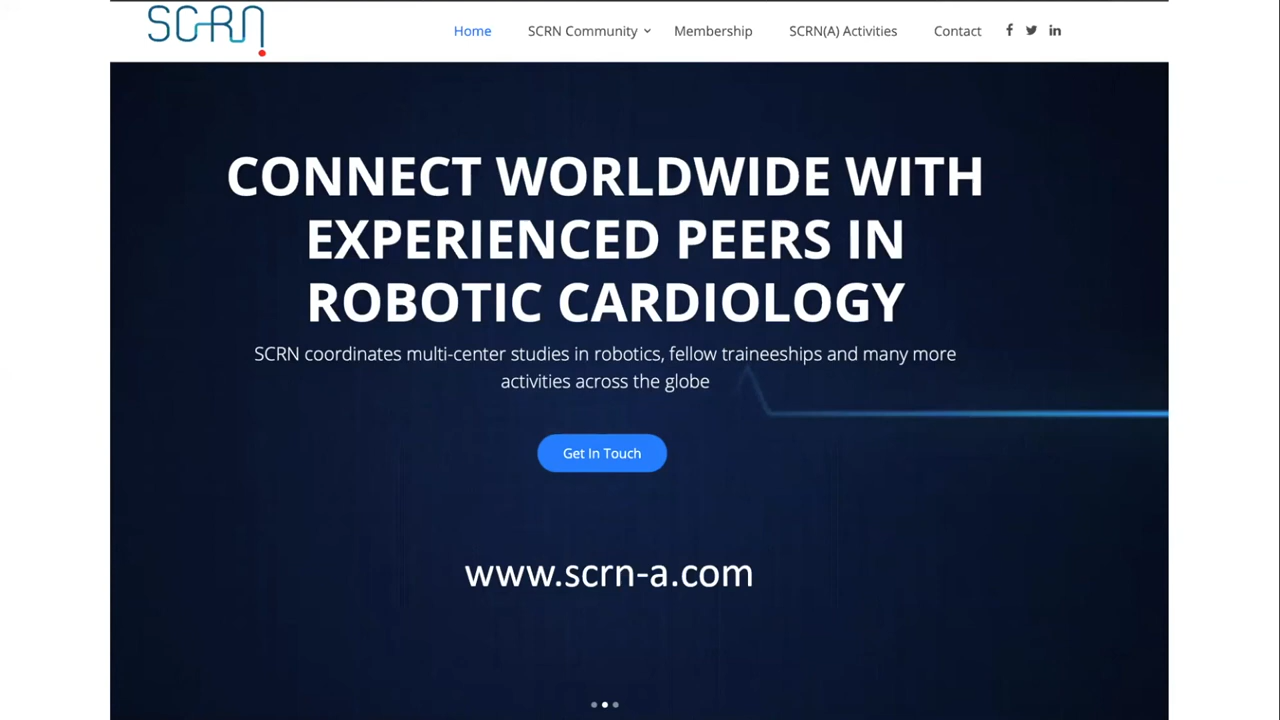 SCRN
Home SCRN Community Membership SCRN(A) Activities Contact
CONNECT WORLDWIDE WITH
EXPERIENCED PEERS IN
ROBOTIC CARDIOLOGY
SCRN coordinates multi-center studies in robotics, fellow traineeships and many more
activities across the globe
Get In Touch
www.scrn-a.com